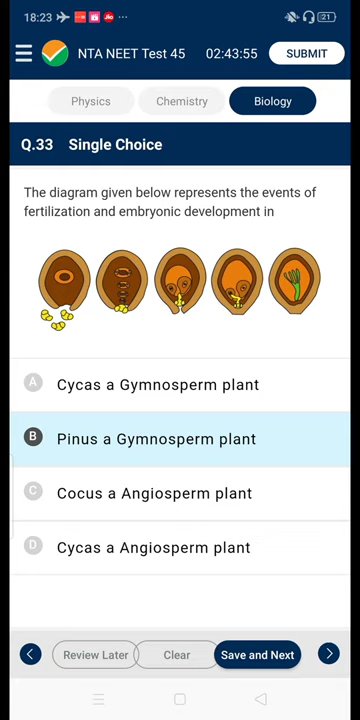 18:23 Jio ... 21
NTA NEET Test 45 02:43:55 SUBMIT
Physics Chemistry Biology
Q.33 Single Choice
The diagram given below represents the events of
fertilization and embryonic development in
A Cycas a Gymnosperm plant
B Pinus a Gymnosperm plant
C Cocus a Angiosperm plant
D Cycas a Angiosperm plant
Review Later Clear Save and Next